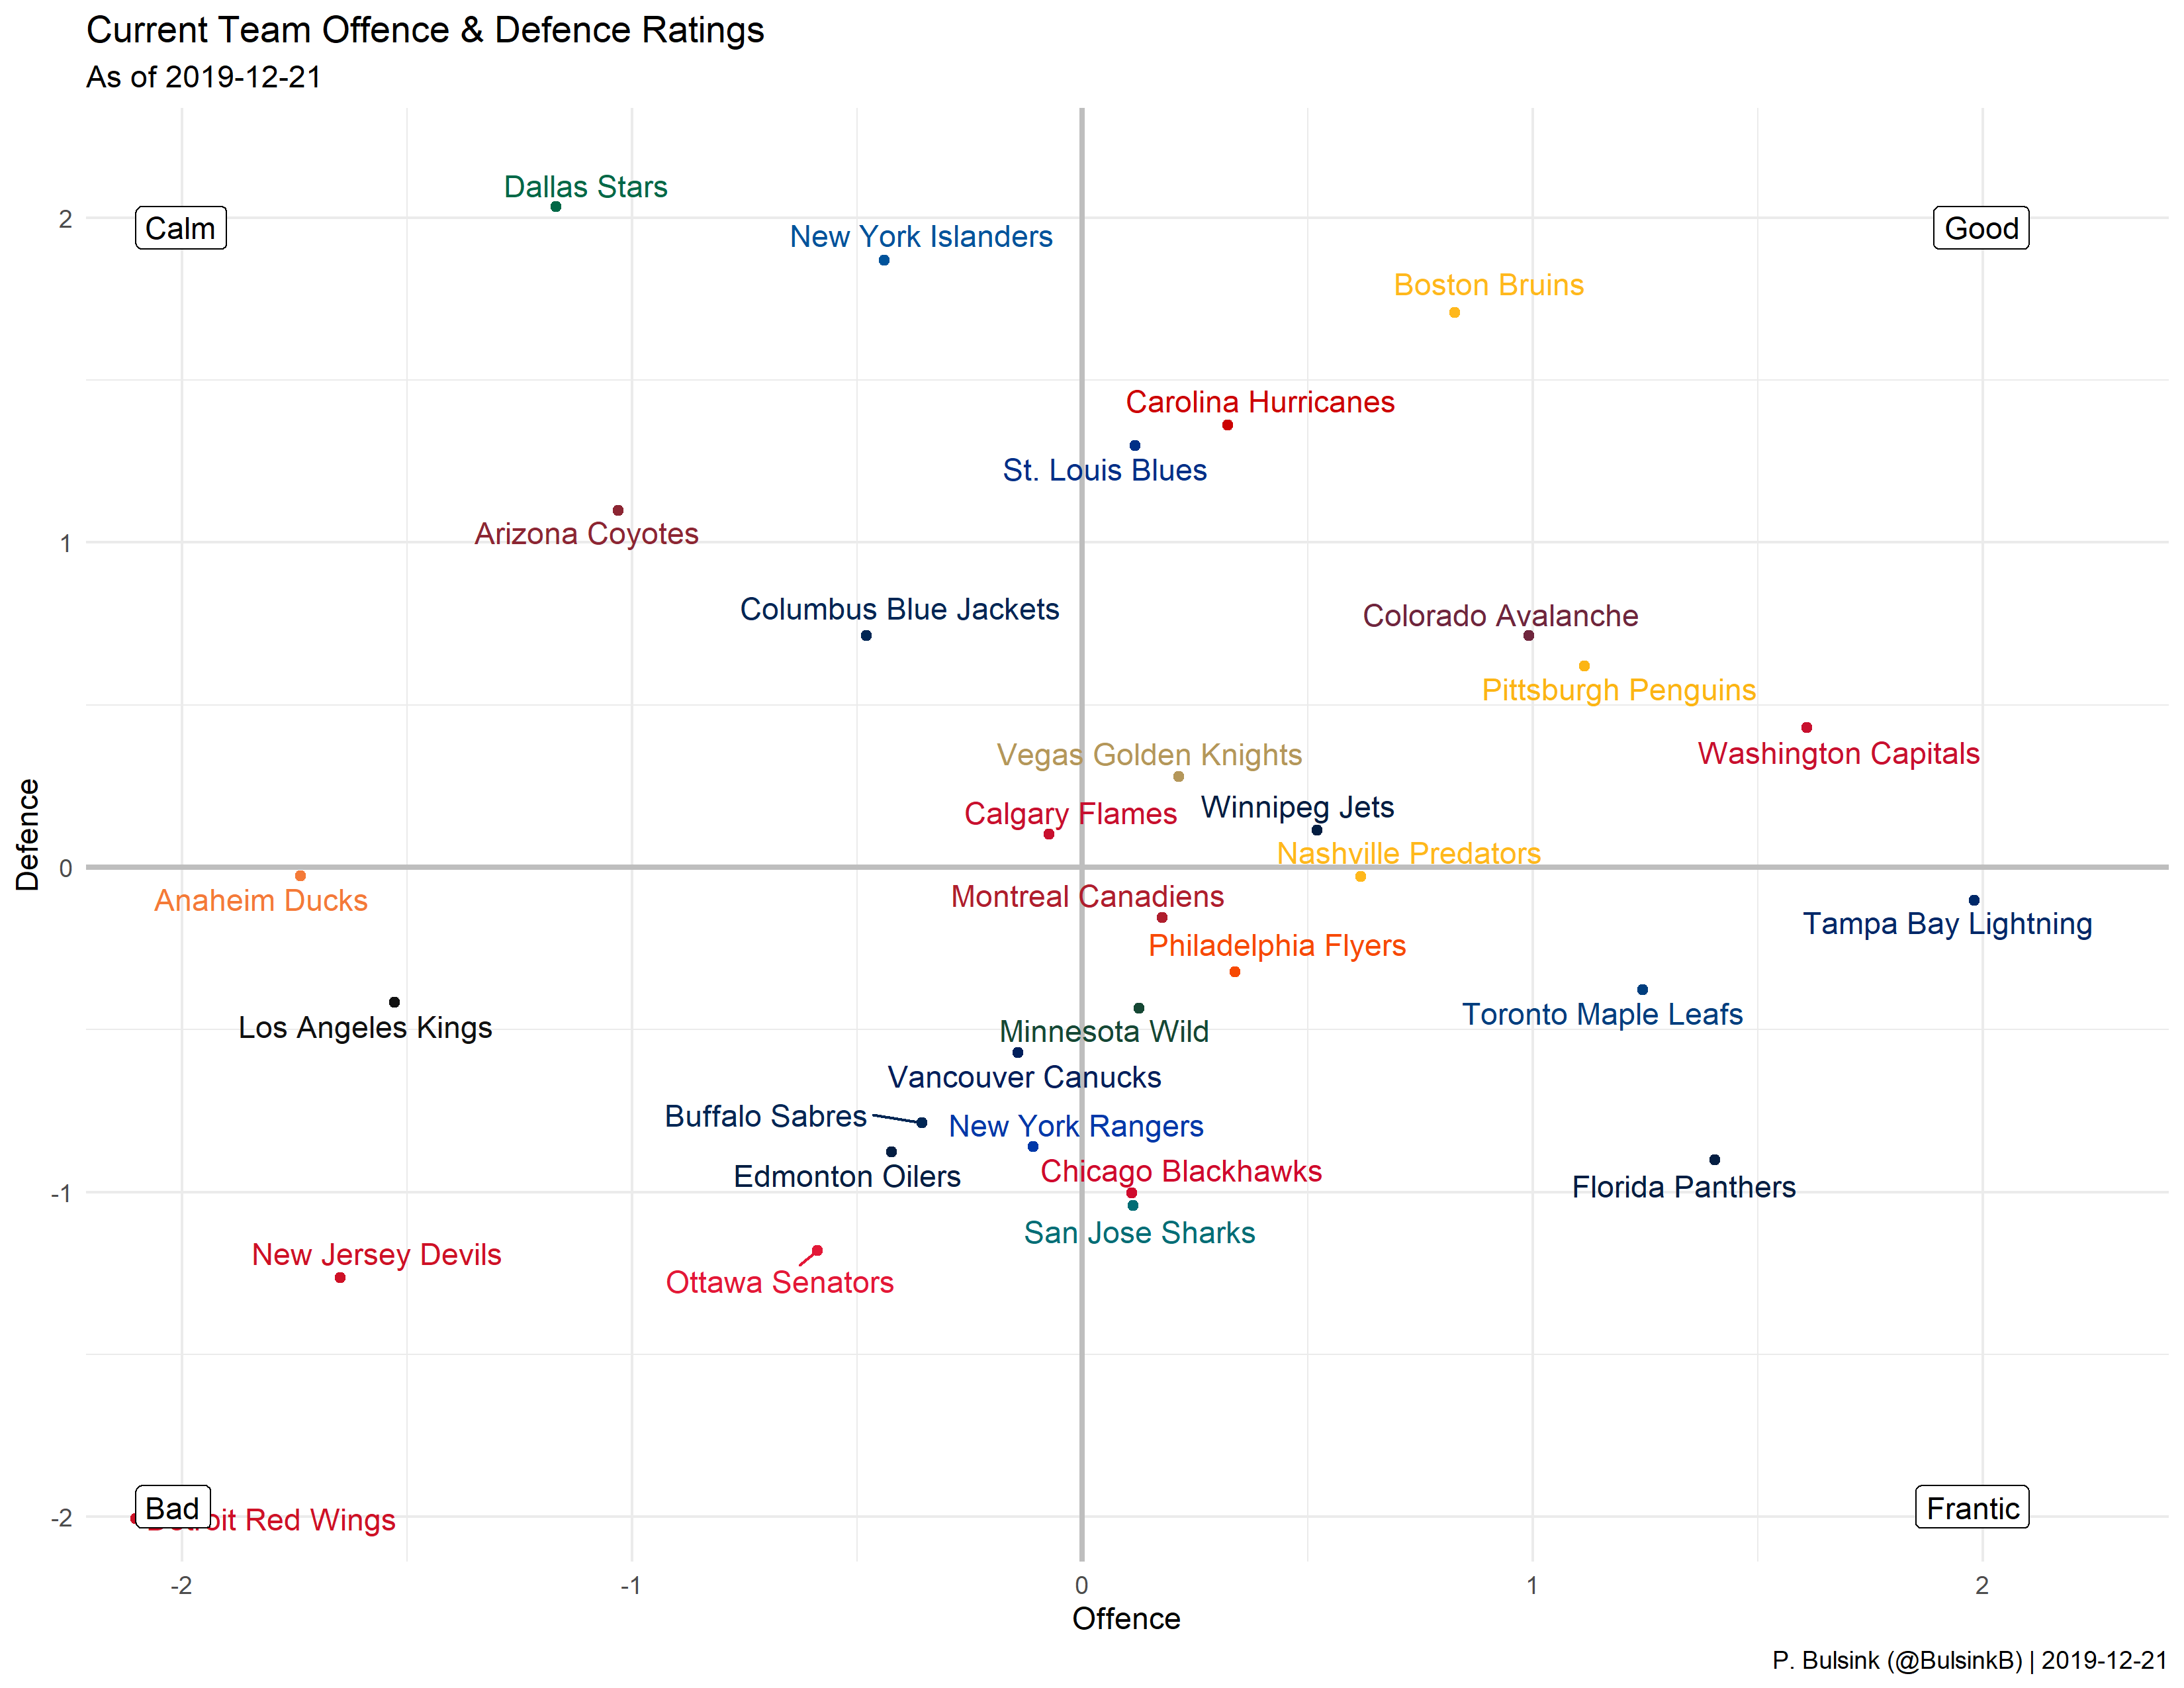 Current Team Offence & Defence Ratings
As of 2019-12-21
Dallas Stars
Calm
Good
2
New York Islanders
Boston Bruins
Carolina Hurricanes
St. Louis Blues
Arizona Coyotes
1
Columbus Blue Jackets
Colorado Avalanche
Pittsburgh Penguins
Washington Capitals
Vegas Golden Knights
Winnipeg Jets
Calgary Flames
Defence
Nashville Predators
0
Anaheim Ducks
Montreal Canadiens
Tampa Bay Lightning
Philadelphia Flyers
Los Angeles Kings
Toronto Maple Leafs
Minnesota Wild
Vancouver Canucks
Buffalo Sabres
New York Rangers
Edmonton Oilers
Chicago Blackhawks
Florida Panthers
-1
San Jose Sharks
New Jersey Devils
Ottawa Senators
Bad
Frantic
-2
Detroit Red Wings
-2
-1
0
1
2
Offence
P. Bulsink (@BulsinkB) | 2019-12-21